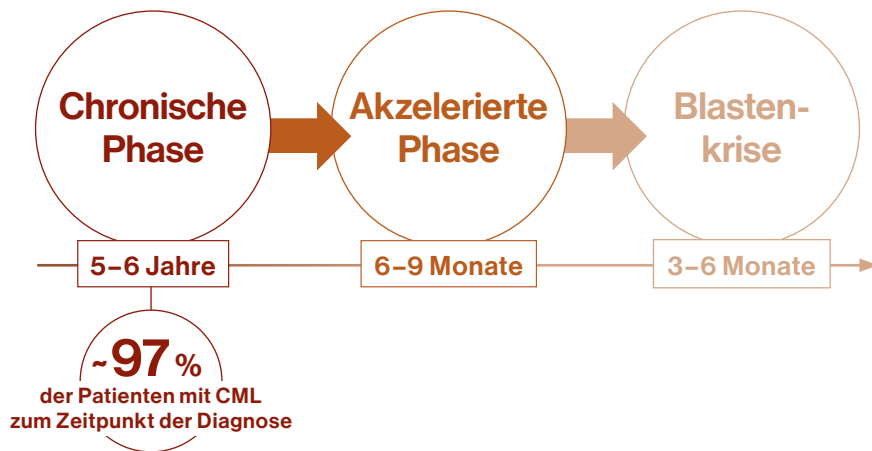 Chronische
Phase
Akzelerierte
Phase
Blasten-
krise
5–6 Jahre
6–9 Monate
3–6 Monate
~97 %
der Patienten mit CML
zum Zeitpunkt der Diagnose